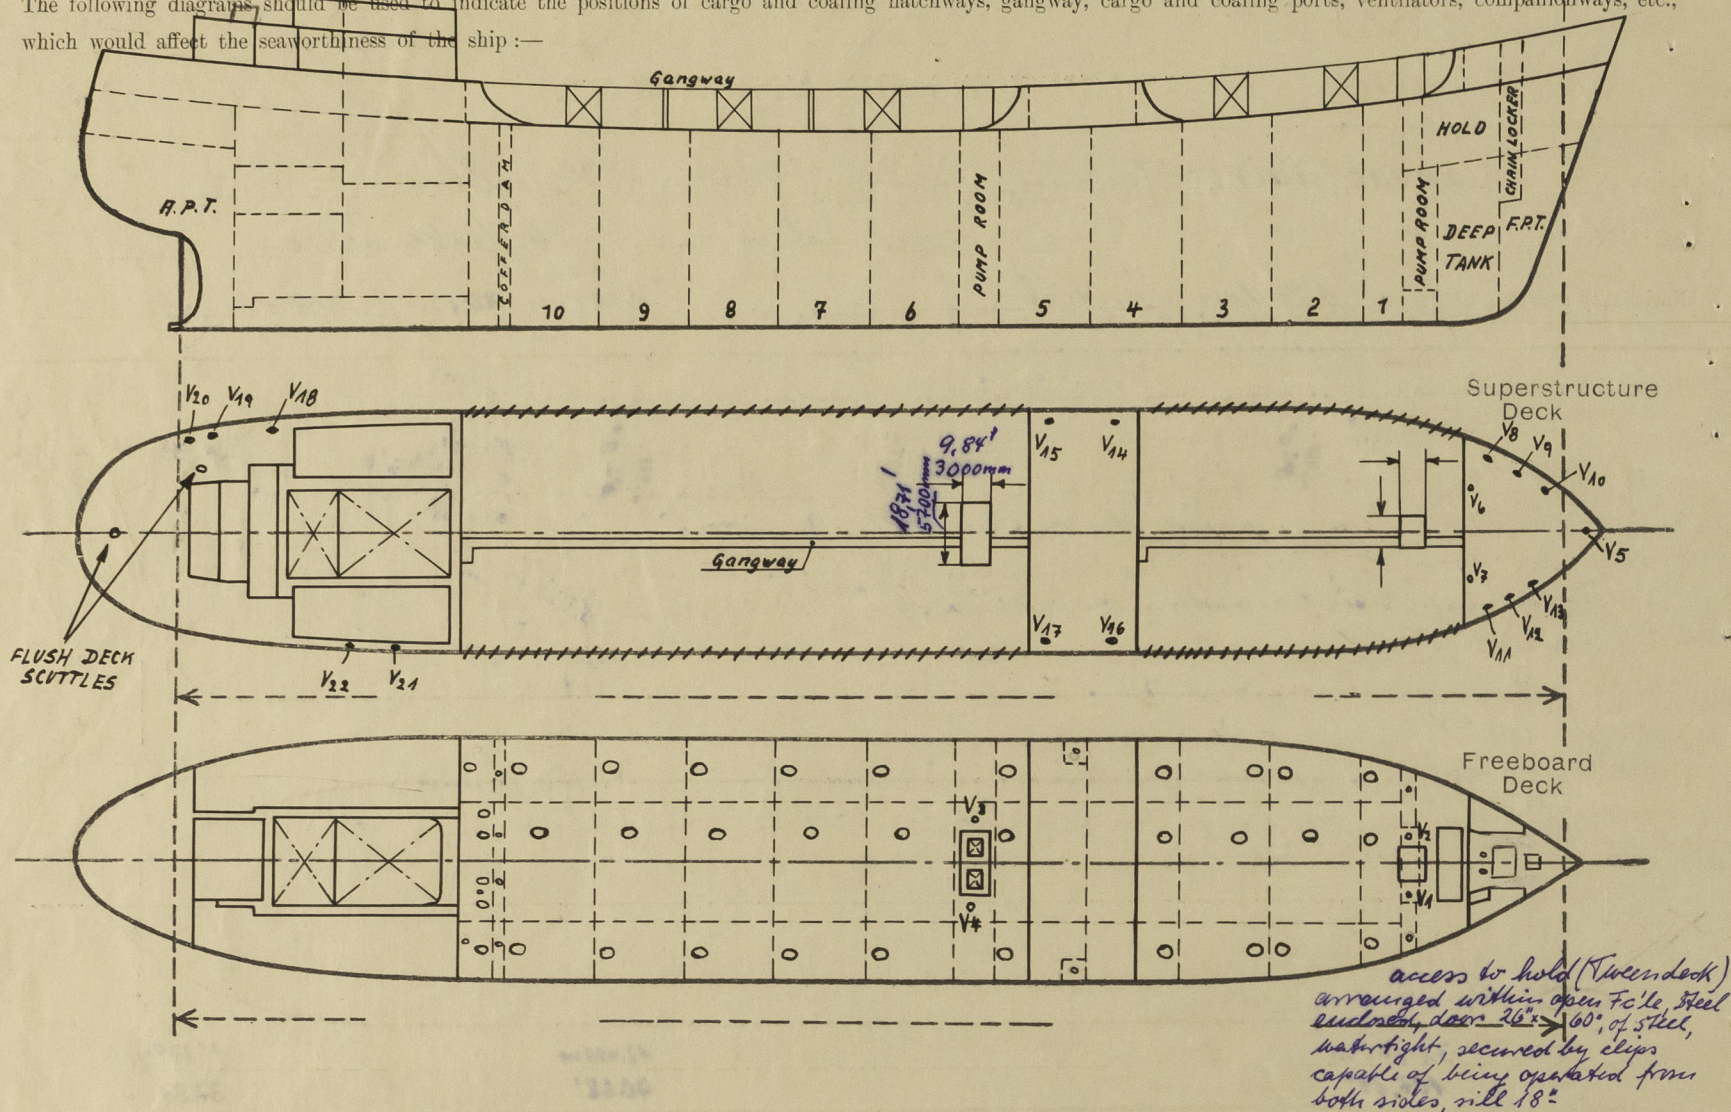 The following diagrams should be used to indicate the positions of cargo and coaling hatchways, gangway, cargo and coaling ports, ventilators, companionways, etc.,
which would affect the seaworthiness of the ship :—
Gangway
HOLD
CHAIN LOCKER
A.P.T.
COFFERDAM
PUMP ROOM
PUMP ROOM
DEEP TANK
F.P.T.
10 9 8 7 6 5 4 3 2 1
Superstructure
Deck
V20 V19 V18
V8
V9
V10
9,84'
3000mm
18,71'
5700mm
V15 V14
V6
Gangway
V5
V7
V13
V12
V11
V17 V16
FLUSH DECK
SCUTTLES
V22 V21
Freeboard
Deck
V3
V2
V1
V4
access to hold (Tweendeck)
arranged within open Fc'le, Steel
enclosed, door 26" x 60", of steel,
watertight, secured by clips
capable of being operated from
both sides, sill 18"